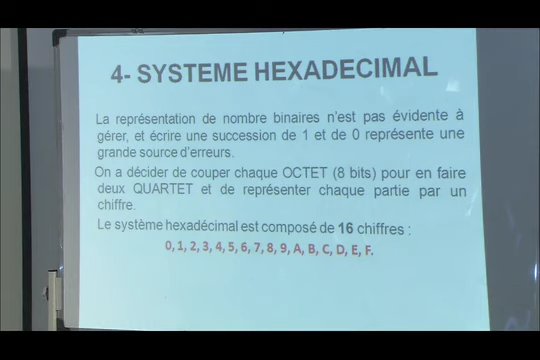 4- SYSTEME HEXADECIMAL
La représentation de nombre binaires n'est pas évidente à
gérer, et écrire une succession de 1 et de 0 représente une
grande source d'erreurs.
On a décider de couper chaque OCTET (8 bits) pour en faire
deux QUARTET et de représenter chaque partie par un
chiffre.
Le système hexadécimal est composé de 16 chiffres :
0, 1, 2, 3, 4, 5, 6, 7, 8, 9, A, B, C, D, E, F.